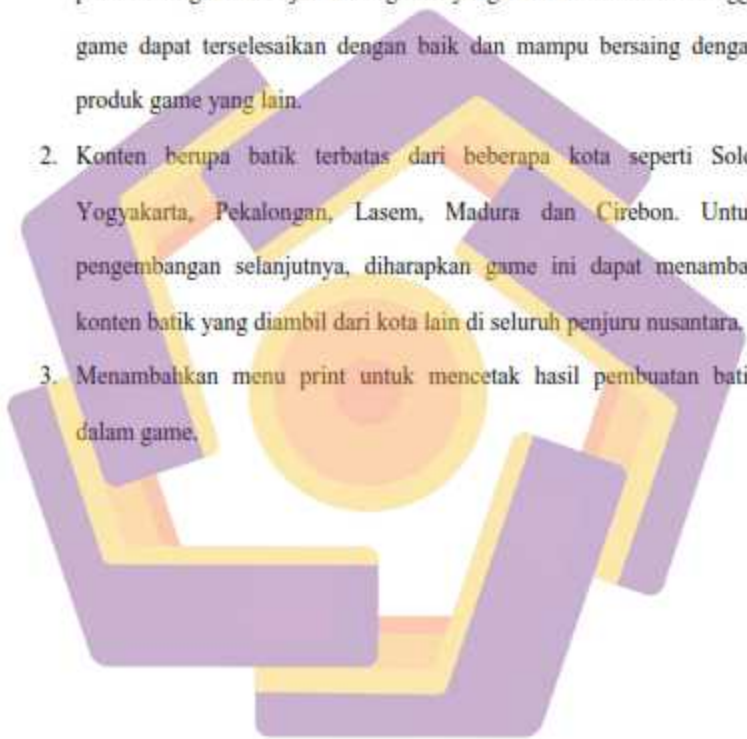 game dapat terselesaikan dengan baik dan mampu bersaing denga
produk game yang lain.
2. Konten berupa batik terbatas dari beberapa kota seperti Solo
Yogyakarta, Pekalongan, Lasem, Madura dan Cirebon. Untu
pengembangan selanjutnya, diharapkan game ini dapat menamba
konten batik yang diambil dari kota lain di seluruh penjuru nusantara.
3. Menambahkan menu print untuk mencetak hasil pembuatan bati
dalam game.